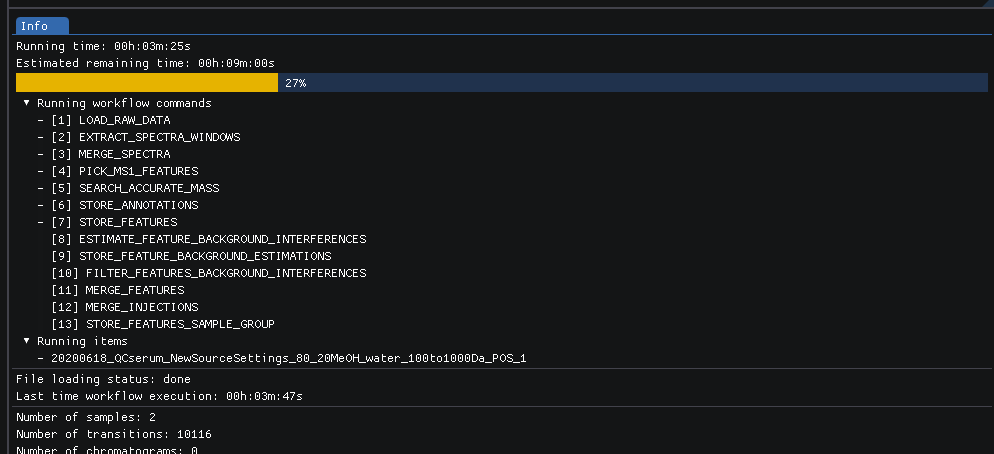 Info
Running time: 00h:03m:25s
Estimated remaining time: 00h:09m:00s
27%
▼ Running workflow commands
- [1] LOAD_RAW_DATA
- [2] EXTRACT_SPECTRA_WINDOWS
- [3] MERGE_SPECTRA
- [4] PICK_MS1_FEATURES
- [5] SEARCH_ACCURATE_MASS
- [6] STORE_ANNOTATIONS
- [7] STORE_FEATURES
[8] ESTIMATE_FEATURE_BACKGROUND_INTERFERENCES
[9] STORE_FEATURE_BACKGROUND_ESTIMATIONS
[10] FILTER_FEATURES_BACKGROUND_INTERFERENCES
[11] MERGE_FEATURES
[12] MERGE_INJECTIONS
[13] STORE_FEATURES_SAMPLE_GROUP
▼ Running items
- 20200618_QCserum_NewSourceSettings_80_20MeOH_water_100to1000Da_POS_1
File loading status: done
Last time workflow execution: 00h:03m:47s
Number of samples: 2
Number of transitions: 10116
Number of chromatograms: 0